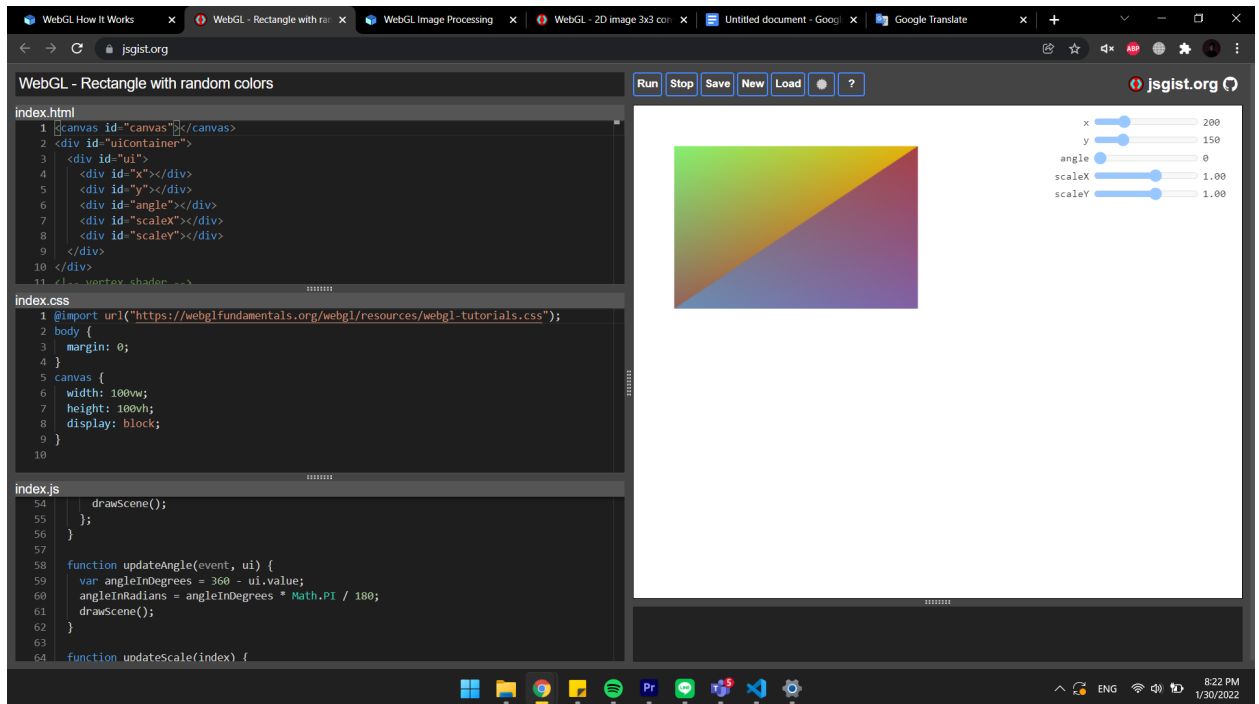 WebGL How It Works
WebGL - Rectangle with ran
WebGL Image Processing
WebGL - 2D image 3x3 con
Untitled document - Googl
Google Translate
jsgist.org
ABP
WebGL - Rectangle with random colors
Run Stop Save New Load ?
jsgist.org
index.html
1 <canvas id="canvas"></canvas>
2 <div id="uiContainer">
3 <div id="ui">
4 <div id="x"></div>
5 <div id="y"></div>
6 <div id="angle"></div>
7 <div id="scaleX"></div>
8 <div id="scaleY"></div>
9 </div>
10 </div>
11 <!-- vertex shader -->
index.css
1 @import url("https://webglfundamentals.org/webgl/resources/webgl-tutorials.css");
2 body {
3 margin: 0;
4 }
5 canvas {
6 width: 100vw;
7 height: 100vh;
8 display: block;
9 }
10
index.js
54 drawScene();
55 };
56 }
57
58 function updateAngle(event, ui) {
59 var angleInDegrees = 360 - ui.value;
60 angleInRadians = angleInDegrees * Math.PI / 180;
61 drawScene();
62 }
63
64 function updateScale(index) {
x 200
y 150
angle 0
scaleX 1.00
scaleY 1.00
Pr
LINE
5
ENG
8:22 PM
1/30/2022